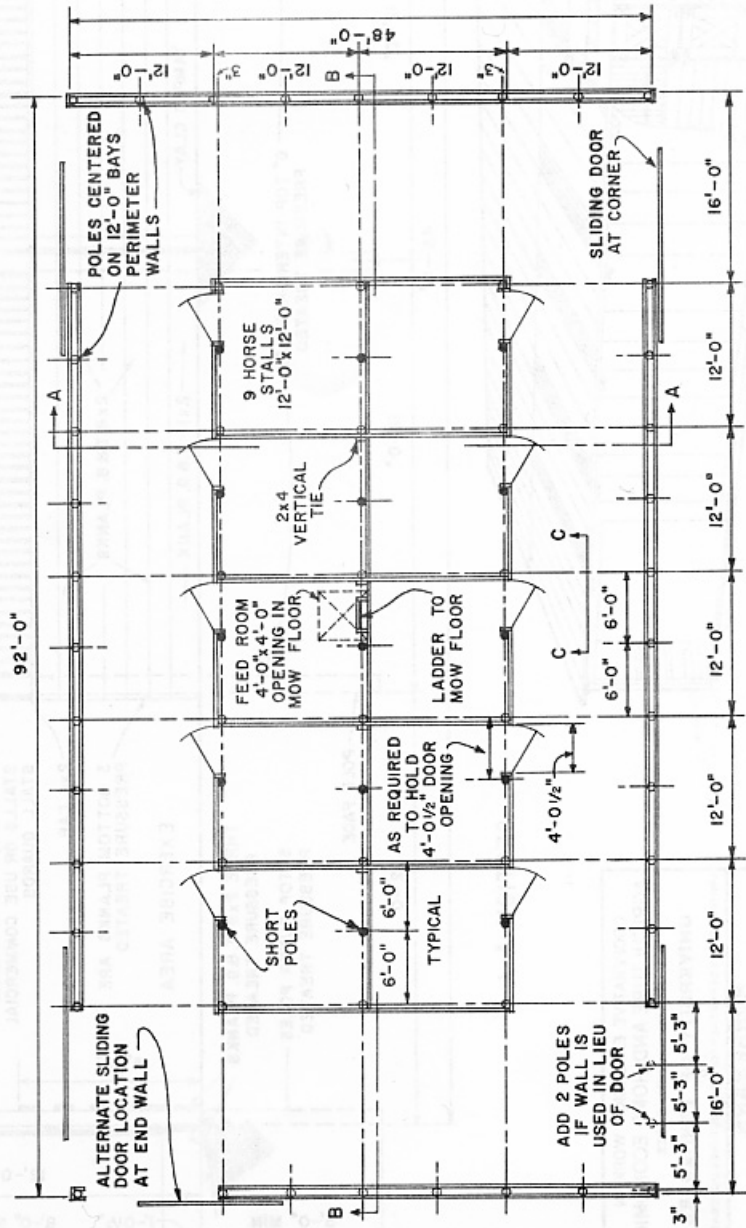 92'-0"
48'-0"
12'-0"
12'-0"
12'-0"
12'-0"
3"
3"
B
B
POLES CENTERED
ON 12'-0" BAYS
PERIMETER
WALLS
ALTERNATE SLIDING
DOOR LOCATION
AT END WALL
A
A
9 HORSE
STALLS
12'-0"x12'-0"
2x4
VERTICAL
TIE
FEED ROOM
OPENING IN
4'-0"x4'-0"
MOW FLOOR
LADDER TO
MOW FLOOR
SHORT
POLES
6'-0"
6'-0"
TYPICAL
AS REQUIRED
TO HOLD
4'-0 1/2" DOOR
OPENING
4'-0 1/2"
C
C
6'-0"
6'-0"
SLIDING DOOR
AT CORNER
ADD 2 POLES
IF WALL IS
USED IN LIEU
OF DOOR
3"
5'-3"
5'-3"
5'-3"
16'-0"
12'-0"
12'-0"
12'-0"
12'-0"
12'-0"
16'-0"
EXERCISE AREA